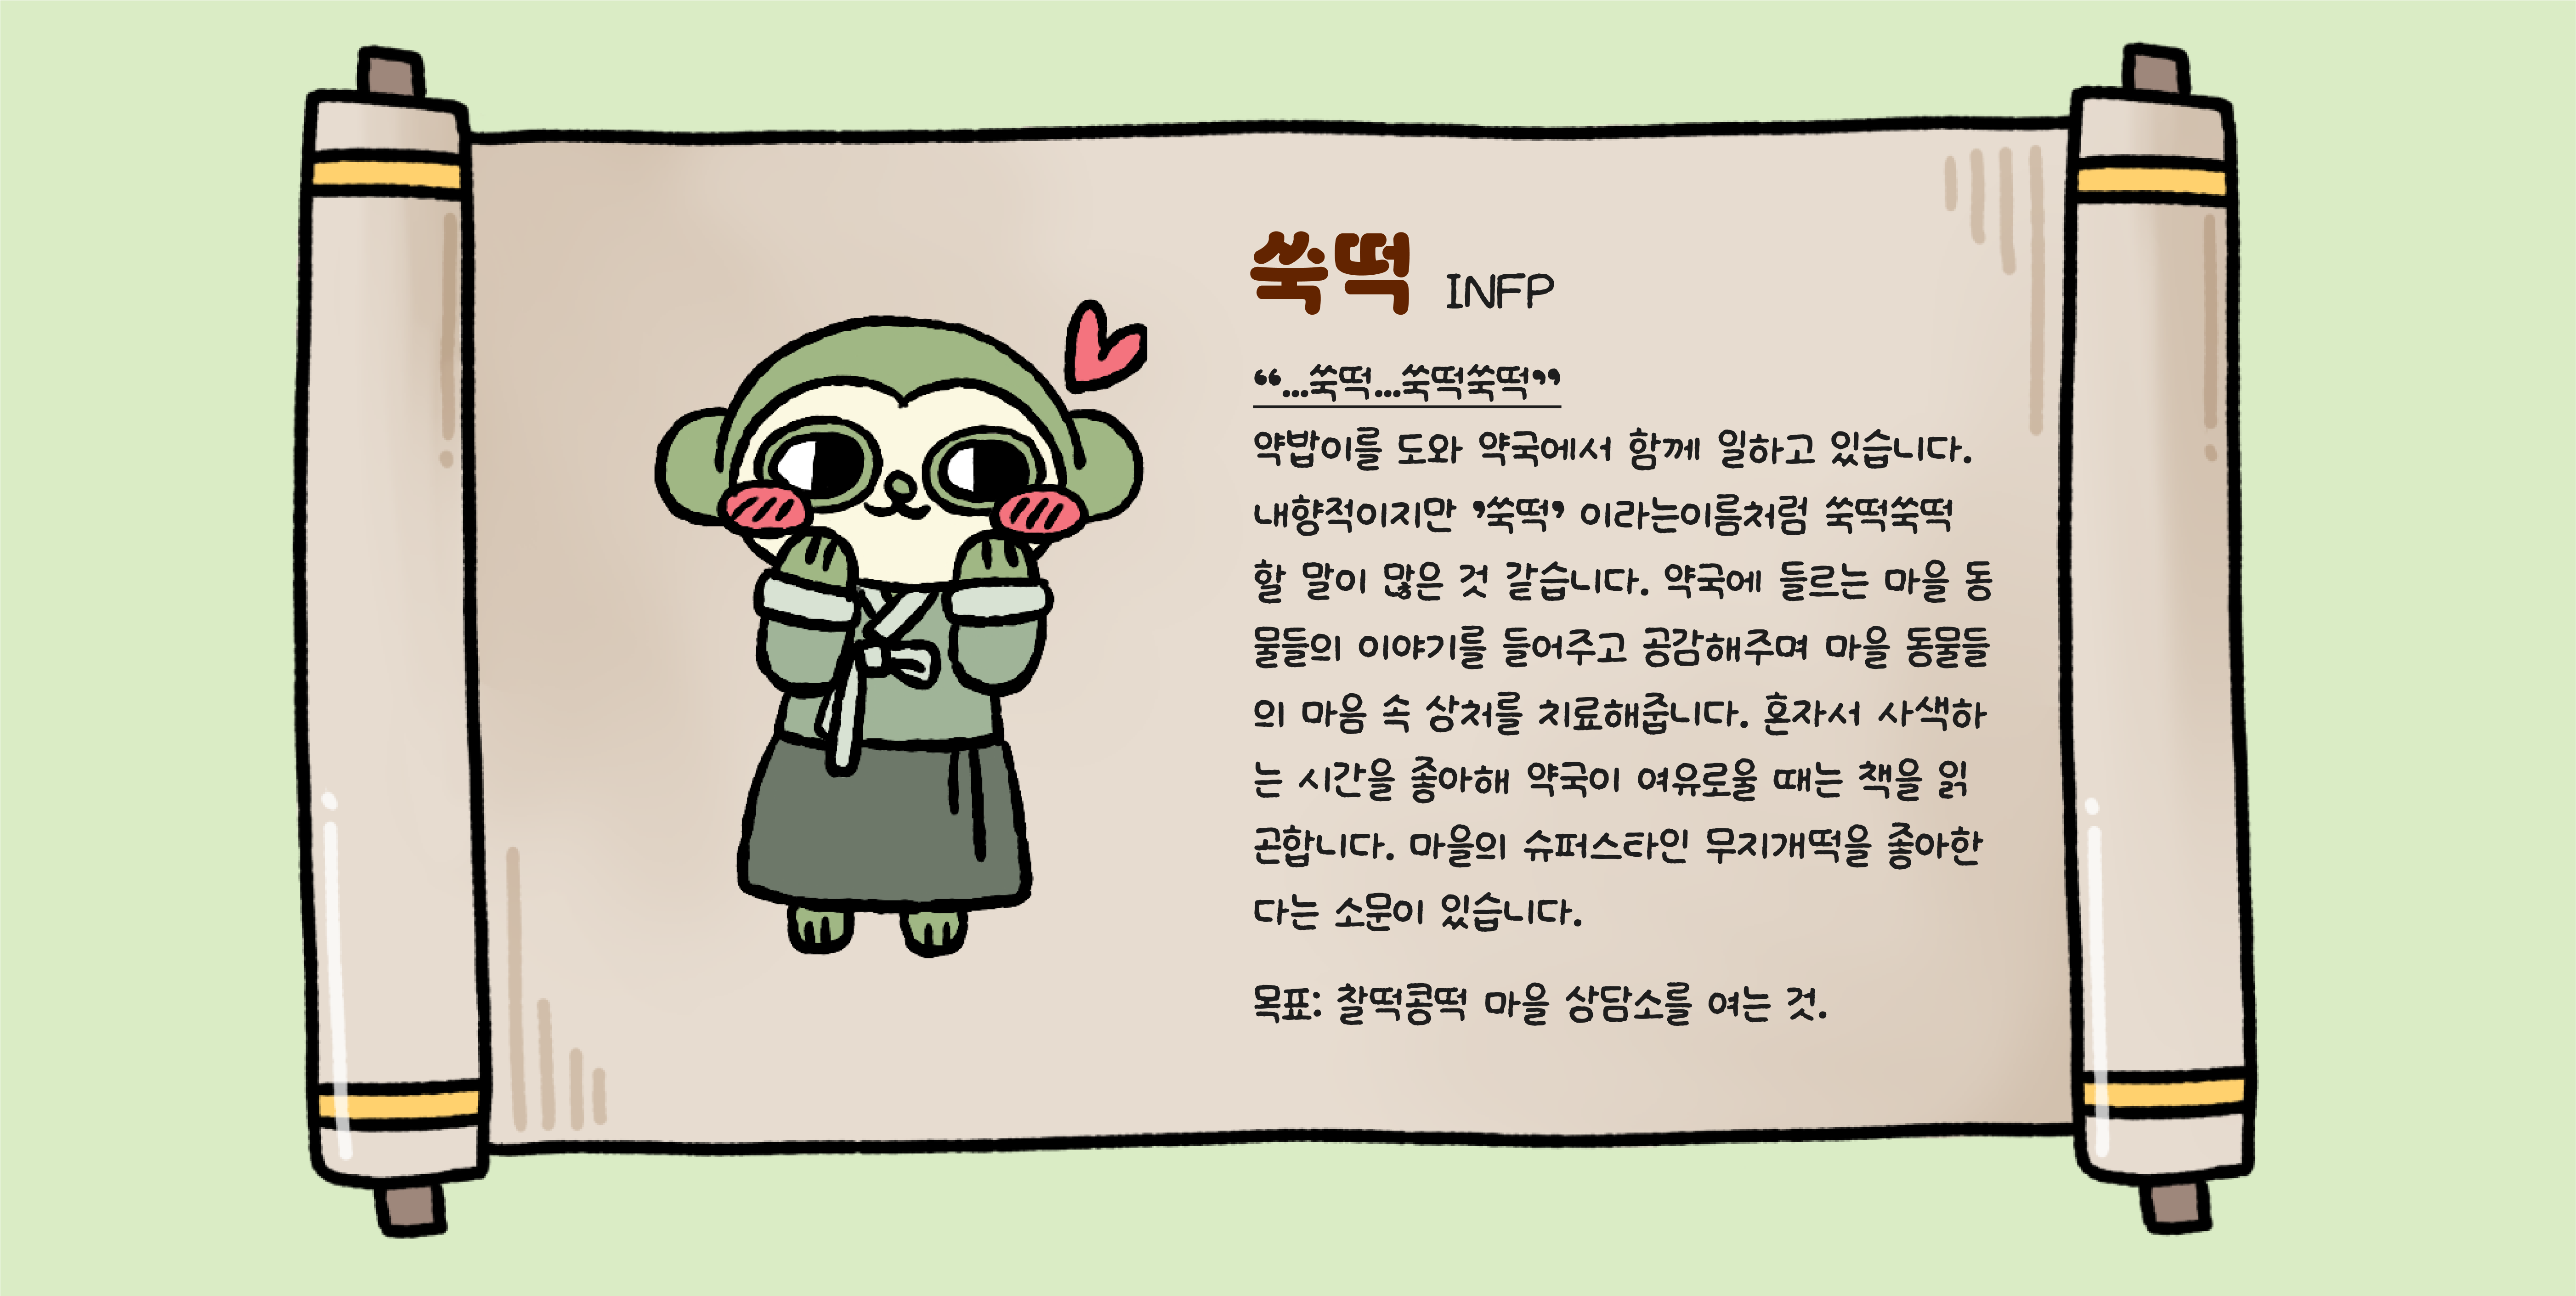 쑥떡 INFP
“...쑥떡...쑥떡쑥떡”
약밥이를 도와 약국에서 함께 일하고 있습니다.
내향적이지만 ’쑥떡’ 이라는이름처럼 쑥떡쑥떡
할 말이 많은 것 같습니다. 약국에 들르는 마을 동
물들의 이야기를 들어주고 공감해주며 마을 동물들
의 마음 속 상처를 치료해줍니다. 혼자서 사색하
는 시간을 좋아해 약국이 여유로울 때는 책을 읽
곤합니다. 마을의 슈퍼스타인 무지개떡을 좋아한
다는 소문이 있습니다.
목표: 찰떡콩떡 마을 상담소를 여는 것.